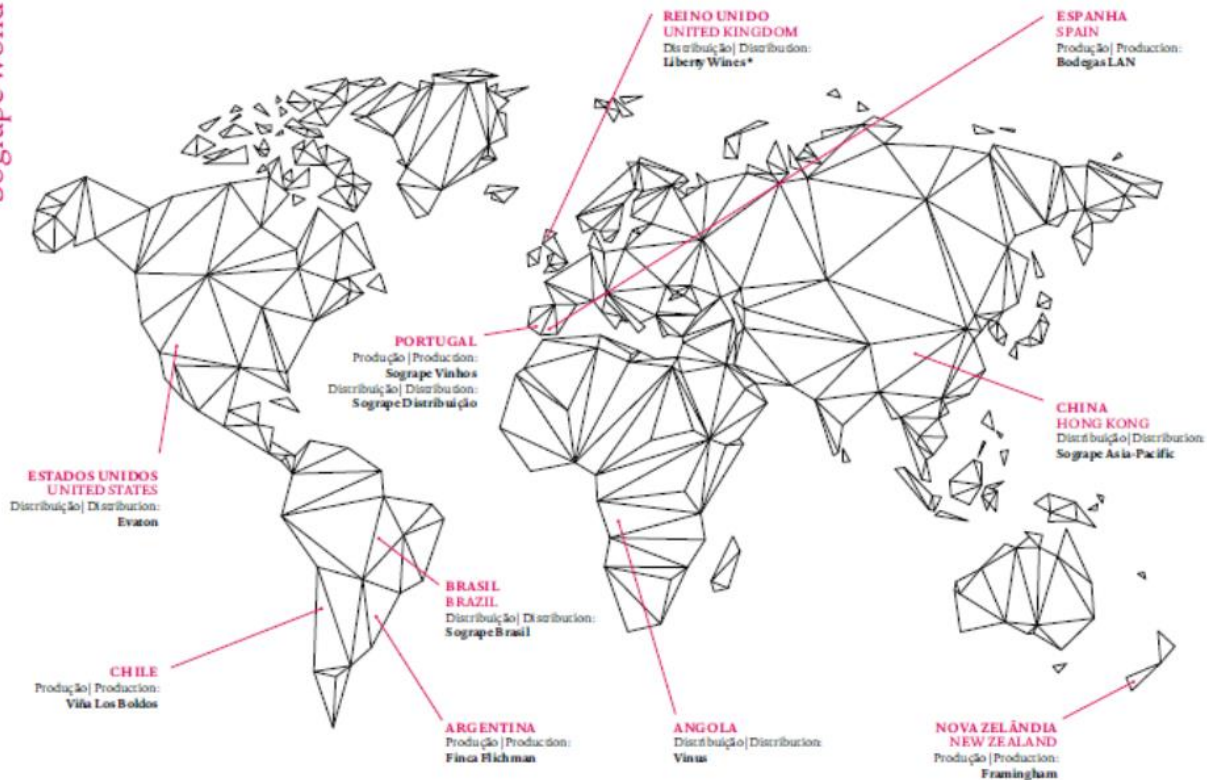 REINO UNIDO
UNITED KINGDOM
Distribuição| Distribution:
Liberty Wines*
ESPANHA
SPAIN
Produção| Production:
Bodegas LAN
PORTUGAL
Produção| Production:
Sogrape Vinhos
Distribuição| Distribution:
Sogrape Distribuição
CHINA
HONG KONG
Distribuição| Distribution:
Sogrape Asia-Pacific
ESTADOS UNIDOS
UNITED STATES
Distribuição| Distribution:
Evaton
BRASIL
BRAZIL
Distribuição| Distribution:
Sogrape Brasil
CHILE
Produção| Production:
Viña Los Boldos
ARGENTINA
Produção| Production:
Finca Flichman
ANGOLA
Distribuição| Distribution:
Vinus
NOVA ZELÂNDIA
NEW ZEALAND
Produção| Production:
Framingham